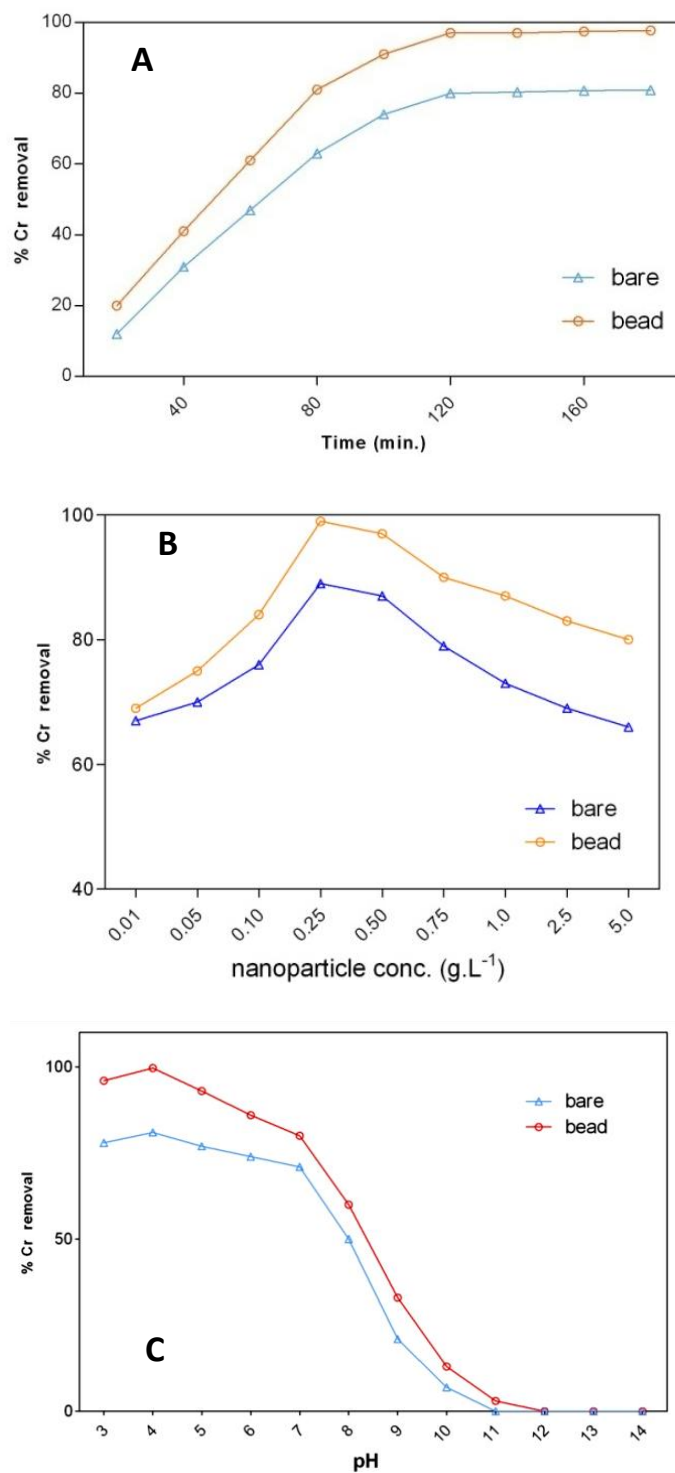 100
A
80
60
% Cr removal
40
bare
20
bead
0
40
80
120
160
Time (min.)
100
B
80
% Cr removal
60
bare
bead
40
0.01
0.05
0.10
0.25
0.50
0.75
1.0
2.5
5.0
nanoparticle conc. (g.L⁻¹)
100
bare
bead
% Cr removal
50
C
0
3
4
5
6
7
8
9
10
11
12
13
14
pH